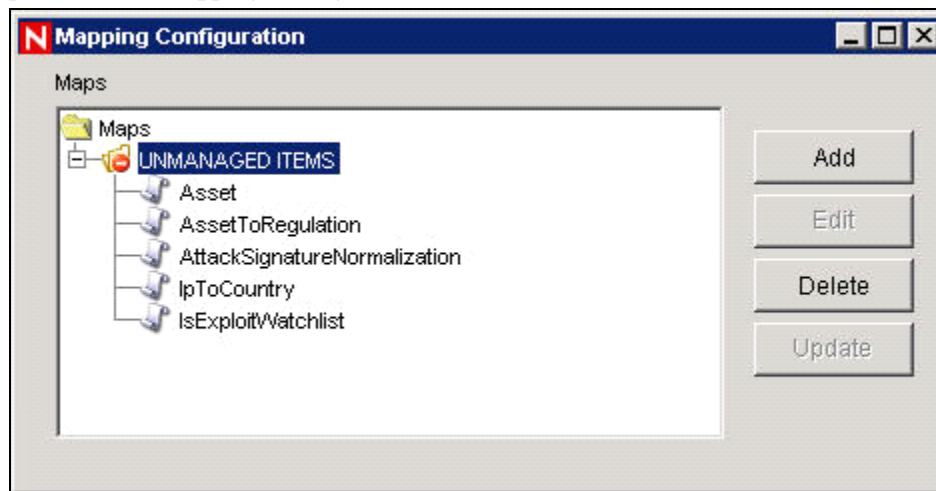 N Mapping Configuration
Maps
Maps
UNMANAGED ITEMS
Asset
AssetToRegulation
AttackSignatureNormalization
IpToCountry
IsExploitWatchlist
Add
Edit
Delete
Update